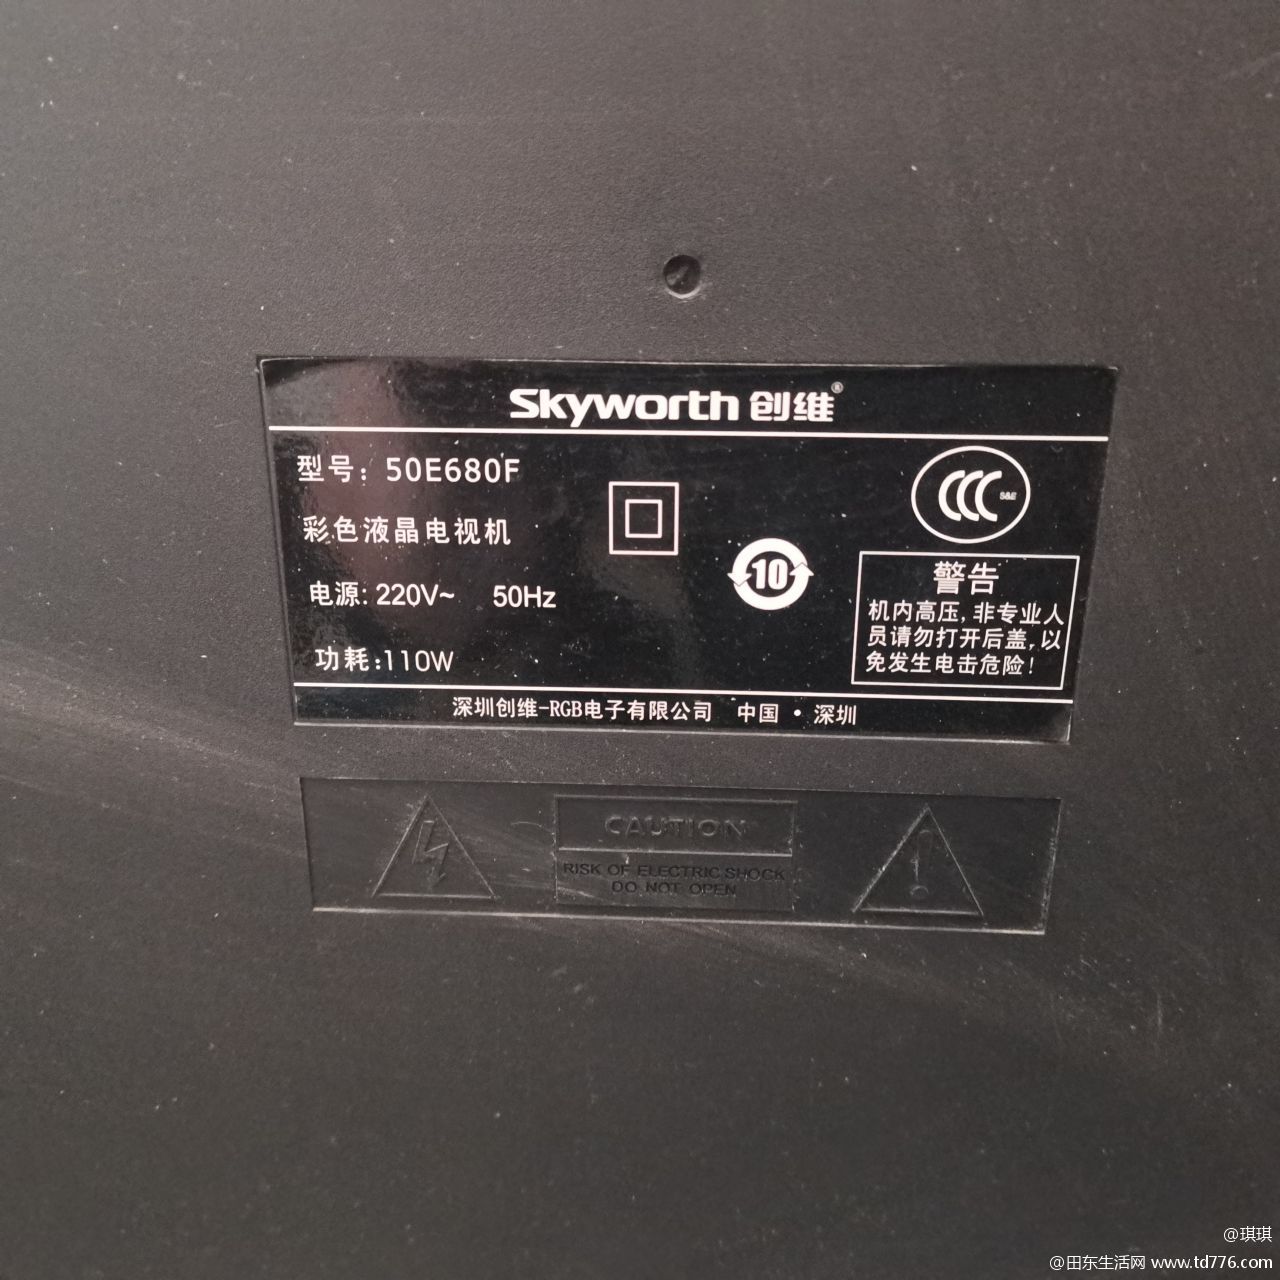 Skyworth 创维®
型号：50E680F
彩色液晶电视机
电源: 220V~ 50Hz
功耗:110W
CCC S&E
10
警告
机内高压,非专业人
员请勿打开后盖,以
免发生电击危险!
深圳创维-RGB电子有限公司 中国·深圳
CAUTION
RISK OF ELECTRIC SHOCK
DO NOT OPEN
@琪琪
@田东生活网 www.td776.com